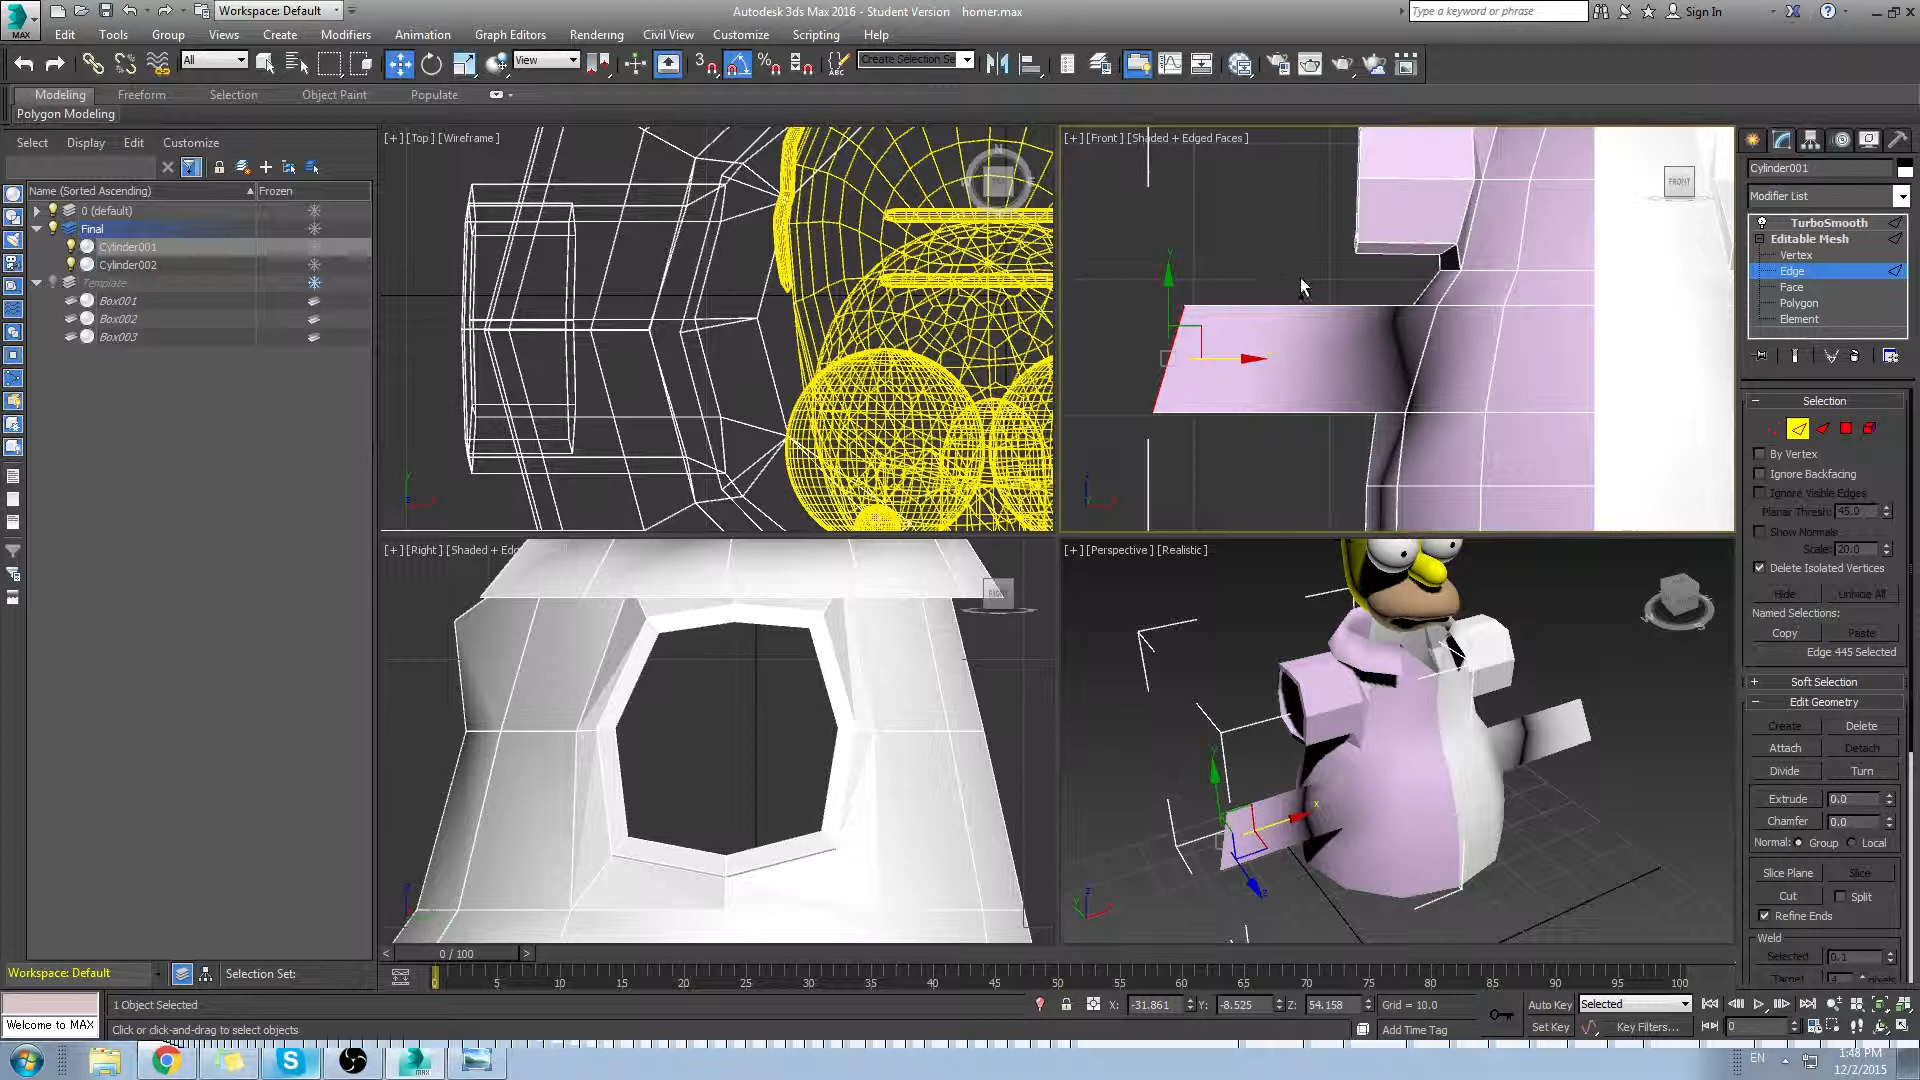 Workspace: Default
Autodesk 3ds Max 2016 - Student Version homer.max
Type a keyword or phrase
Sign In
MAX
Edit Tools Group Views Create Modifiers Animation Graph Editors Rendering Civil View Customize Scripting Help
All
View
Create Selection Se
Modeling Freeform Selection Object Paint Populate
Polygon Modeling
Select Display Edit Customize
Name (Sorted Ascending) Frozen
0 (default)
Final
Cylinder001
Cylinder002
Template
Box001
Box002
Box003
[+] [Top] [Wireframe]
[+] [Front] [Shaded + Edged Faces]
FRONT
[+] [Right] [Shaded + Edg
RIGHT
[+] [Perspective] [Realistic]
Cylinder001
Modifier List
TurboSmooth
Editable Mesh
Vertex
Edge
Face
Polygon
Element
Selection
By Vertex
Ignore Backfacing
Ignore Visible Edges
Planar Thresh: 45.0
Show Normals
Scale: 20.0
Delete Isolated Vertices
Hide Unhide All
Named Selections:
Copy Paste
Edge 445 Selected
Soft Selection
Edit Geometry
Create Delete
Attach Detach
Divide Turn
Extrude 0.0
Chamfer 0.0
Normal: Group Local
Slice Plane Slice
Cut Split
Refine Ends
Weld
Selected 0.1
Target 4 pixels
0 / 100
Workspace: Default
Selection Set:
0 5 10 15 20 25 30 35 40 45 50 55 60 65 70 75 80 85 90 95 100
1 Object Selected
X: -31.861 Y: -8.525 Z: 54.158 Grid = 10.0
Auto Key Selected
Welcome to MAX
Click or click-and-drag to select objects
Add Time Tag
Set Key Key Filters...
0
EN
1:48 PM
12/2/2015